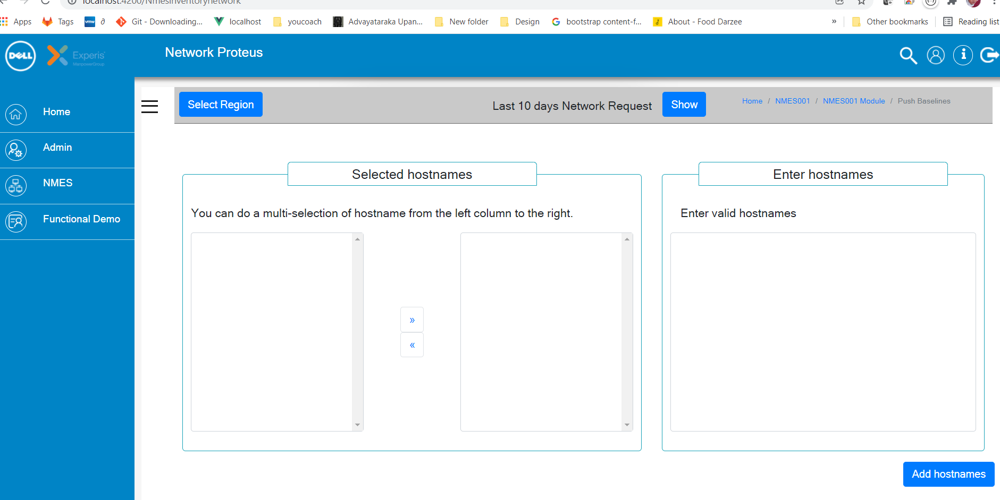 localhost:4200/Nmesinventorynetwork
Apps Tags vmw ∂ Git - Downloading... localhost youcoach Advayataraka Upan... New folder Design G bootstrap content-f... About - Food Darzee » Other bookmarks Reading list
DELL Experis ManpowerGroup
Network Proteus
Home
Admin
NMES
Functional Demo
Select Region
Last 10 days Network Request
Show
Home / NMES001 / NMES001 Module / Push Baselines
Selected hostnames
You can do a multi-selection of hostname from the left column to the right.
»
«
Enter hostnames
Enter valid hostnames
Add hostnames